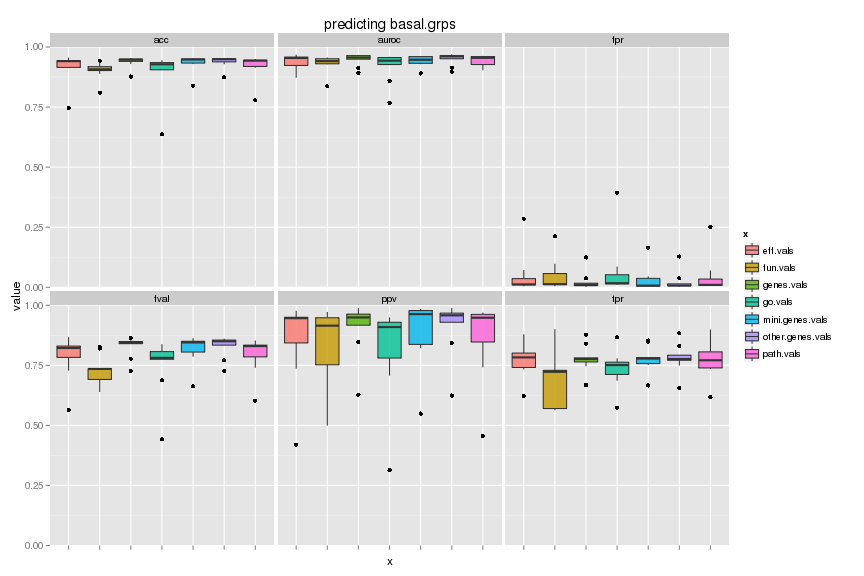 predicting basal.grps
acc auroc fpr
1.00
0.75
0.50
0.25
0.00
fval ppv tpr
1.00
0.75
0.50
0.25
0.00
value
x
x
eff.vals
fun.vals
genes.vals
go.vals
mini.genes.vals
other.genes.vals
path.vals